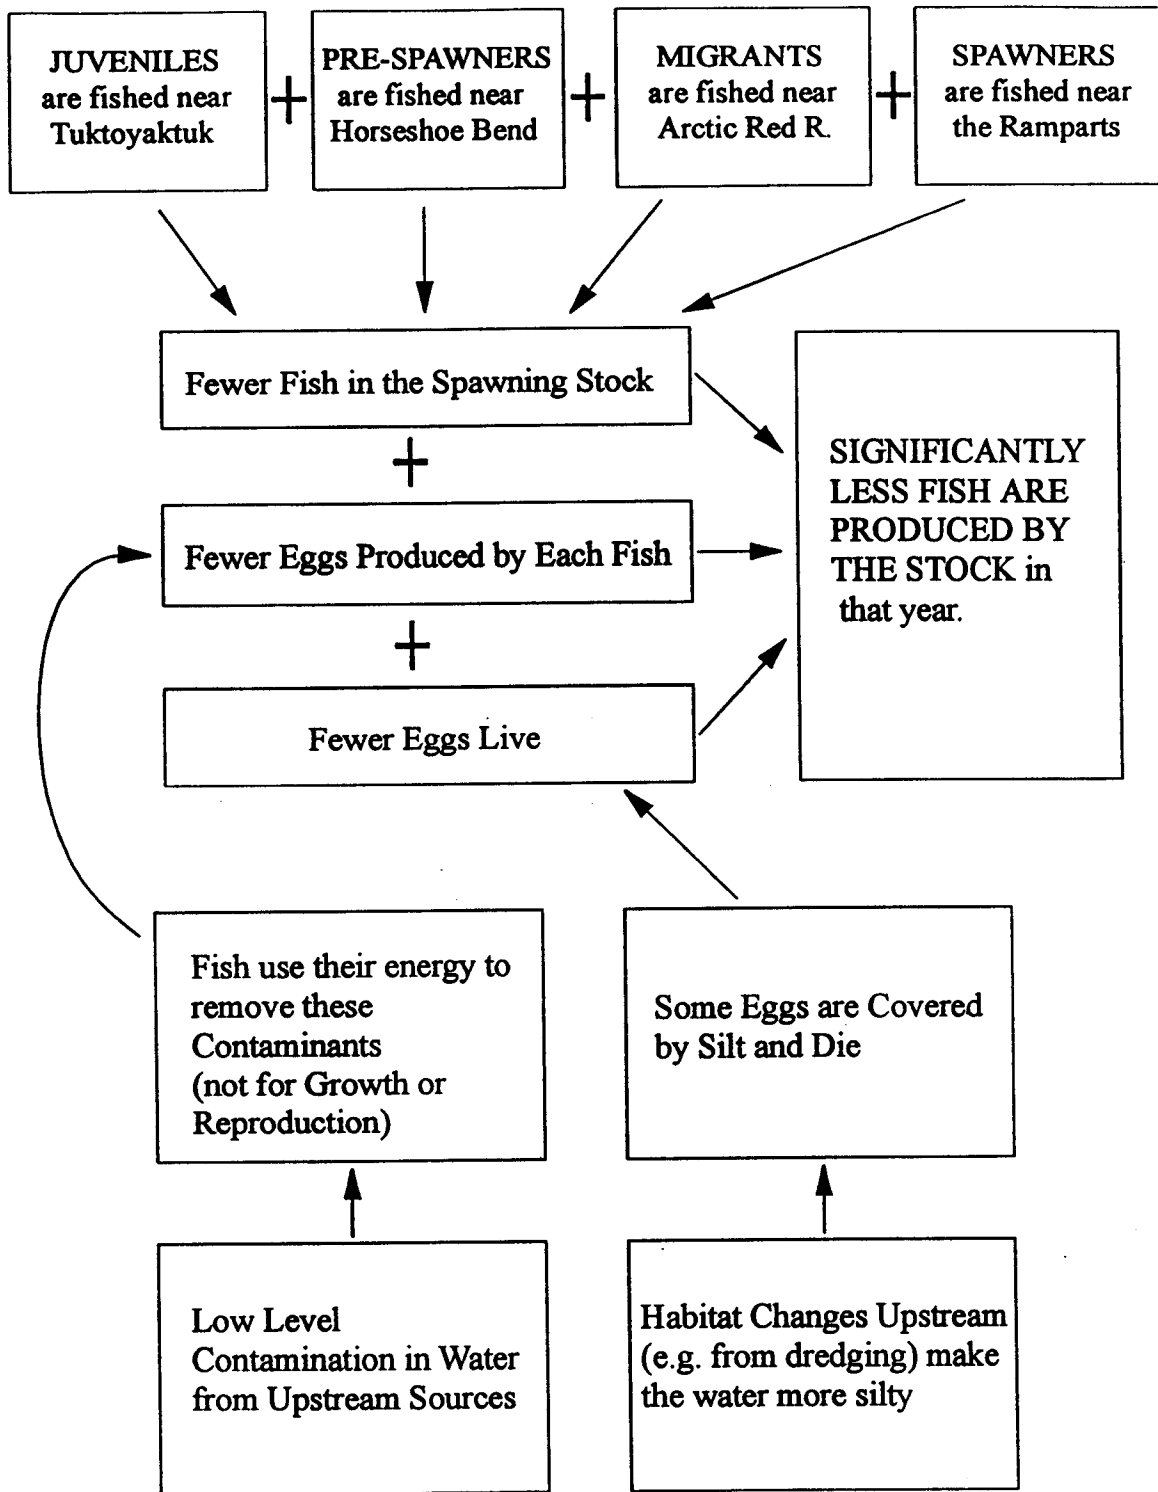 JUVENILES
are fished near
Tuktoyaktuk
+
PRE-SPAWNERS
are fished near
Horseshoe Bend
+
MIGRANTS
are fished near
Arctic Red R.
+
SPAWNERS
are fished near
the Ramparts
Fewer Fish in the Spawning Stock
+
Fewer Eggs Produced by Each Fish
+
Fewer Eggs Live
SIGNIFICANTLY
LESS FISH ARE
PRODUCED BY
THE STOCK in
that year.
Fish use their energy to
remove these
Contaminants
(not for Growth or
Reproduction)
Some Eggs are Covered
by Silt and Die
Low Level
Contamination in Water
from Upstream Sources
Habitat Changes Upstream
(e.g. from dredging) make
the water more silty